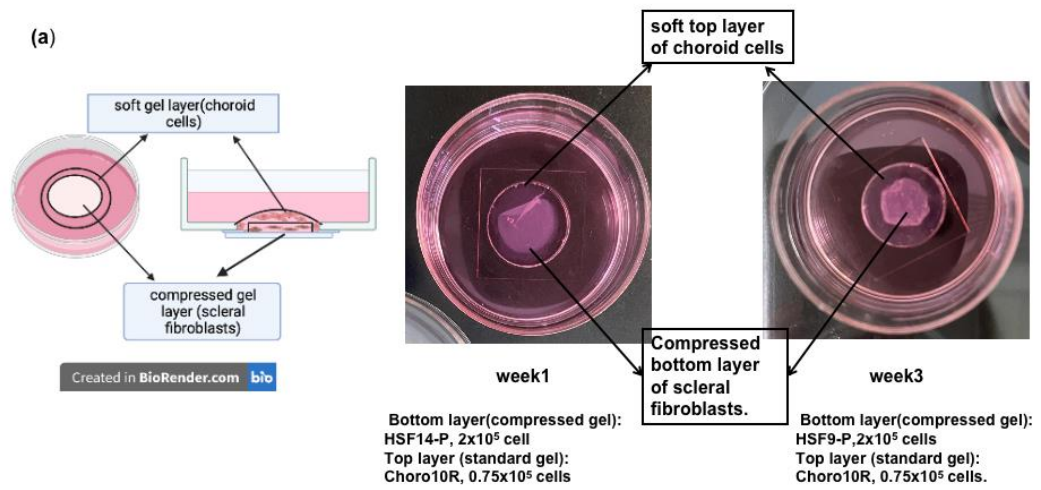 (a)
soft gel layer(choroid
cells)
compressed gel
layer (scleral
fibroblasts)
Created in BioRender.com bio
soft top layer
of choroid cells
Compressed
bottom layer
of scleral
fibroblasts.
week1
Bottom layer(compressed gel):
HSF14-P, 2x10⁵ cell
Top layer (standard gel):
Choro10R, 0.75x10⁵ cells
week3
Bottom layer(compressed gel):
HSF9-P,2x10⁵ cells
Top layer (standard gel):
Choro10R, 0.75x10⁵ cells.